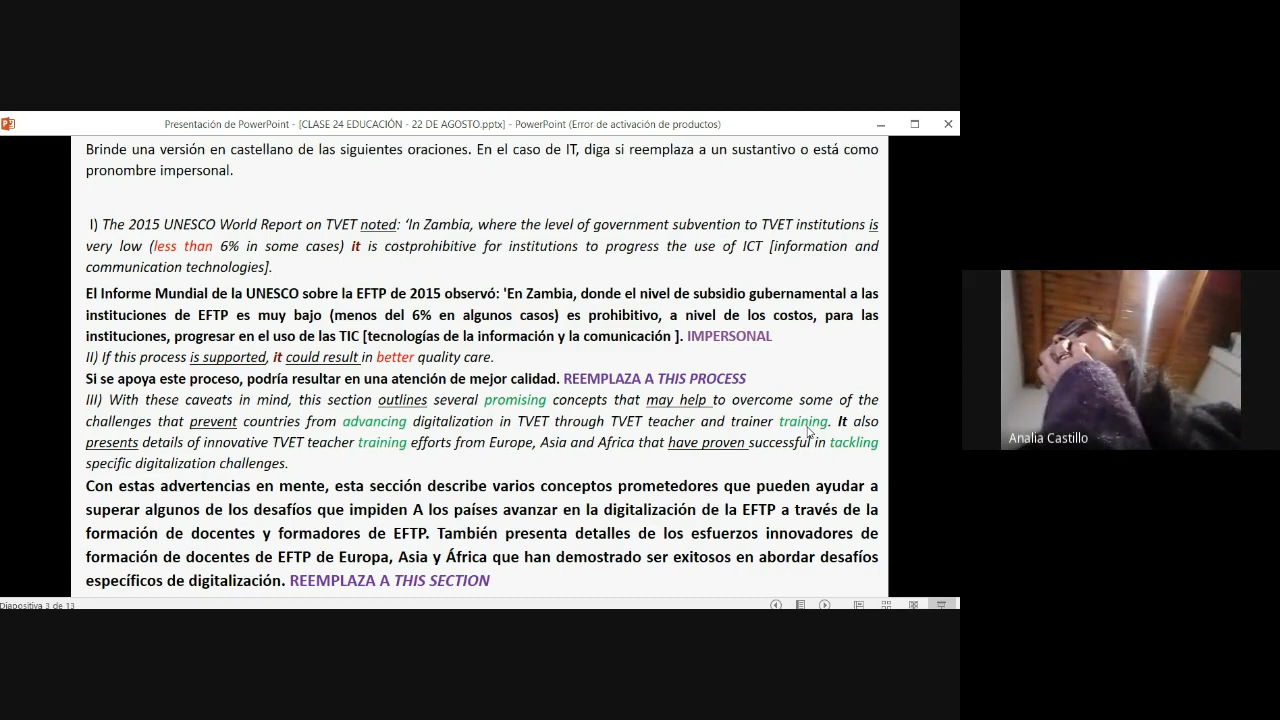 Presentación de PowerPoint - [CLASE 24 EDUCACIÓN - 22 DE AGOSTO.pptx] - PowerPoint (Error de activación de productos)
Brinde una versión en castellano de las siguientes oraciones. En el caso de IT, diga si reemplaza a un sustantivo o está como
pronombre impersonal.
I) The 2015 UNESCO World Report on TVET noted: ‘In Zambia, where the level of government subvention to TVET institutions is
very low (less than 6% in some cases) it is costprohibitive for institutions to progress the use of ICT [information and
communication technologies].
El Informe Mundial de la UNESCO sobre la EFTP de 2015 observó: 'En Zambia, donde el nivel de subsidio gubernamental a las
instituciones de EFTP es muy bajo (menos del 6% en algunos casos) es prohibitivo, a nivel de los costos, para las
instituciones, progresar en el uso de las TIC [tecnologías de la información y la comunicación ]. IMPERSONAL
II) If this process is supported, it could result in better quality care.
Si se apoya este proceso, podría resultar en una atención de mejor calidad. REEMPLAZA A THIS PROCESS
III) With these caveats in mind, this section outlines several promising concepts that may help to overcome some of the
challenges that prevent countries from advancing digitalization in TVET through TVET teacher and trainer training. It also
presents details of innovative TVET teacher training efforts from Europe, Asia and Africa that have proven successful in tackling
specific digitalization challenges.
Con estas advertencias en mente, esta sección describe varios conceptos prometedores que pueden ayudar a
superar algunos de los desafíos que impiden A los países avanzar en la digitalización de la EFTP a través de la
formación de docentes y formadores de EFTP. También presenta detalles de los esfuerzos innovadores de
formación de docentes de EFTP de Europa, Asia y África que han demostrado ser exitosos en abordar desafíos
específicos de digitalización. REEMPLAZA A THIS SECTION
Diapositiva 3 de 13
Analia Castillo